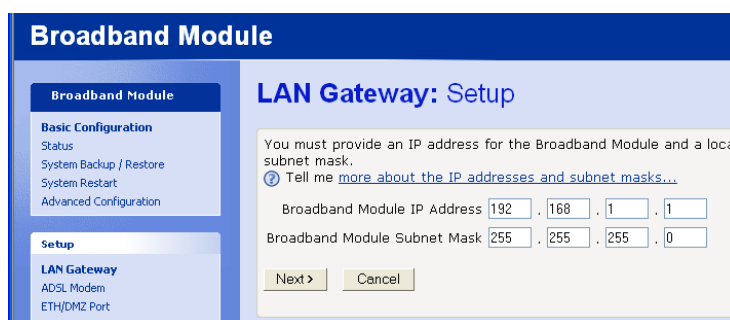 Broadband Module
Broadband Module
Basic Configuration
Status
System Backup / Restore
System Restart
Advanced Configuration
Setup
LAN Gateway
ADSL Modem
ETH/DMZ Port
LAN Gateway: Setup
You must provide an IP address for the Broadband Module and a loca
subnet mask.
? Tell me more about the IP addresses and subnet masks...
Broadband Module IP Address 192 . 168 . 1 . 1
Broadband Module Subnet Mask 255 . 255 . 255 . 0
Next > Cancel